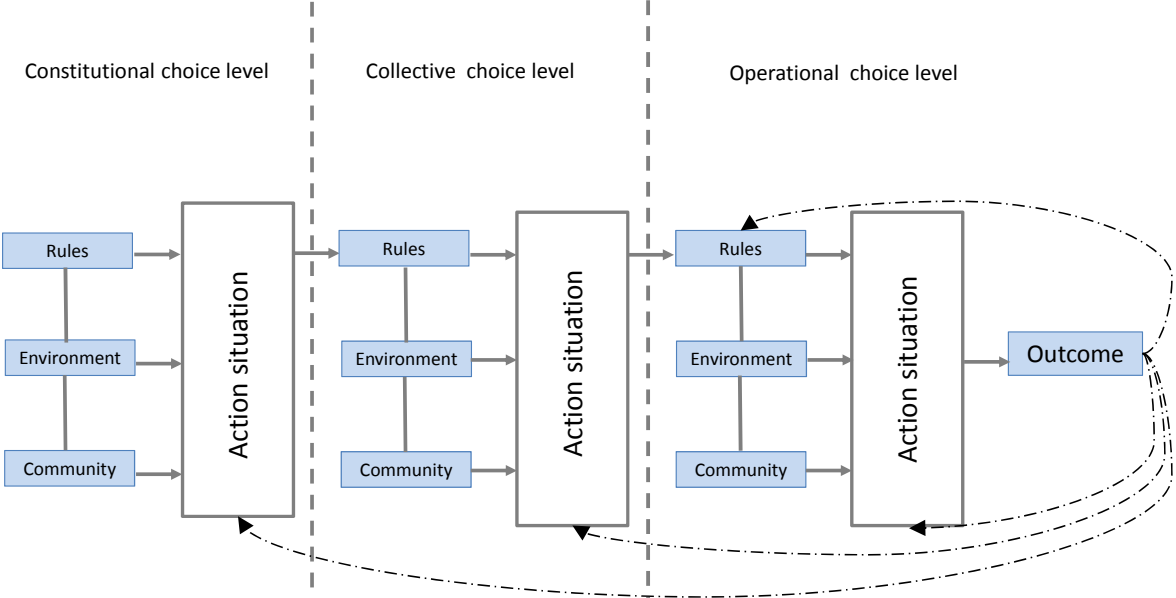 Constitutional choice level
Collective choice level
Operational choice level
Rules
Environment
Community
Action situation
Rules
Environment
Community
Action situation
Rules
Environment
Community
Action situation
Outcome